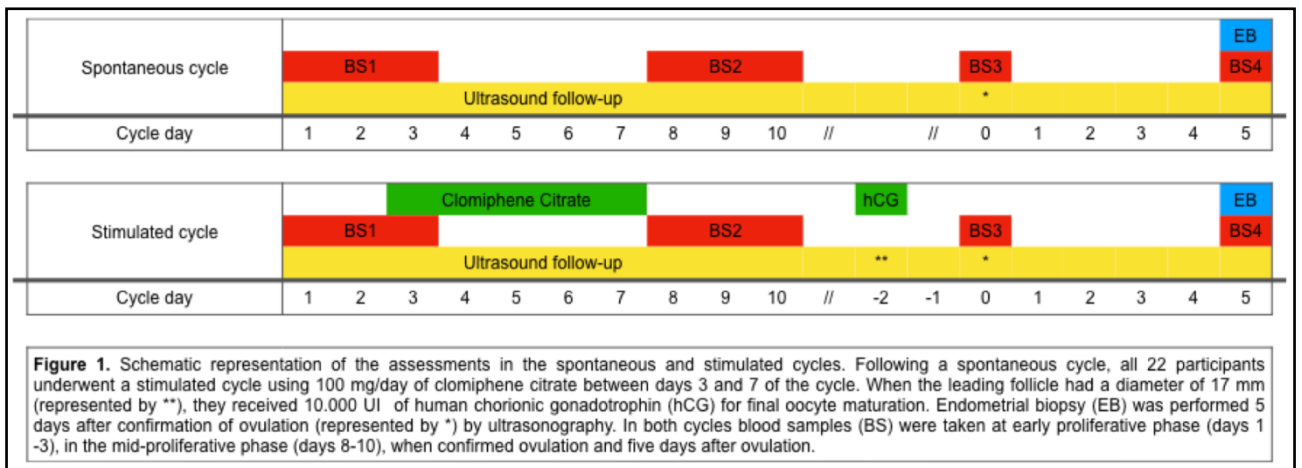 EB
Spontaneous cycle BS1 BS2 BS3 BS4
Ultrasound follow-up *
Cycle day 1 2 3 4 5 6 7 8 9 10 // // 0 1 2 3 4 5
Clomiphene Citrate hCG EB
Stimulated cycle BS1 BS2 BS3 BS4
Ultrasound follow-up ** *
Cycle day 1 2 3 4 5 6 7 8 9 10 // -2 -1 0 1 2 3 4 5
Figure 1. Schematic representation of the assessments in the spontaneous and stimulated cycles. Following a spontaneous cycle, all 22 participants
underwent a stimulated cycle using 100 mg/day of clomiphene citrate between days 3 and 7 of the cycle. When the leading follicle had a diameter of 17 mm
(represented by **), they received 10.000 UI of human chorionic gonadotrophin (hCG) for final oocyte maturation. Endometrial biopsy (EB) was performed 5
days after confirmation of ovulation (represented by *) by ultrasonography. In both cycles blood samples (BS) were taken at early proliferative phase (days 1
-3), in the mid-proliferative phase (days 8-10), when confirmed ovulation and five days after ovulation.